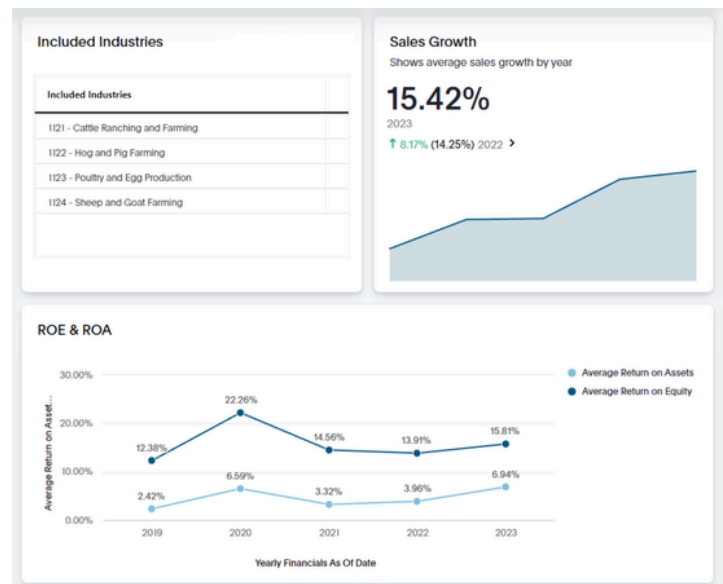 Included Industries
Included Industries
1121 - Cattle Ranching and Farming
1122 - Hog and Pig Farming
1123 - Poultry and Egg Production
1124 - Sheep and Goat Farming
Sales Growth
Shows average sales growth by year
15.42%
2023
↑ 8.17% (14.25%) 2022 >
ROE & ROA
Average Return on Asset...
30.00%
20.00%
10.00%
0.00%
12.38%
22.26%
14.56%
13.91%
15.81%
2.42%
6.59%
3.32%
3.96%
6.94%
2019
2020
2021
2022
2023
Yearly Financials As Of Date
Average Return on Assets
Average Return on Equity